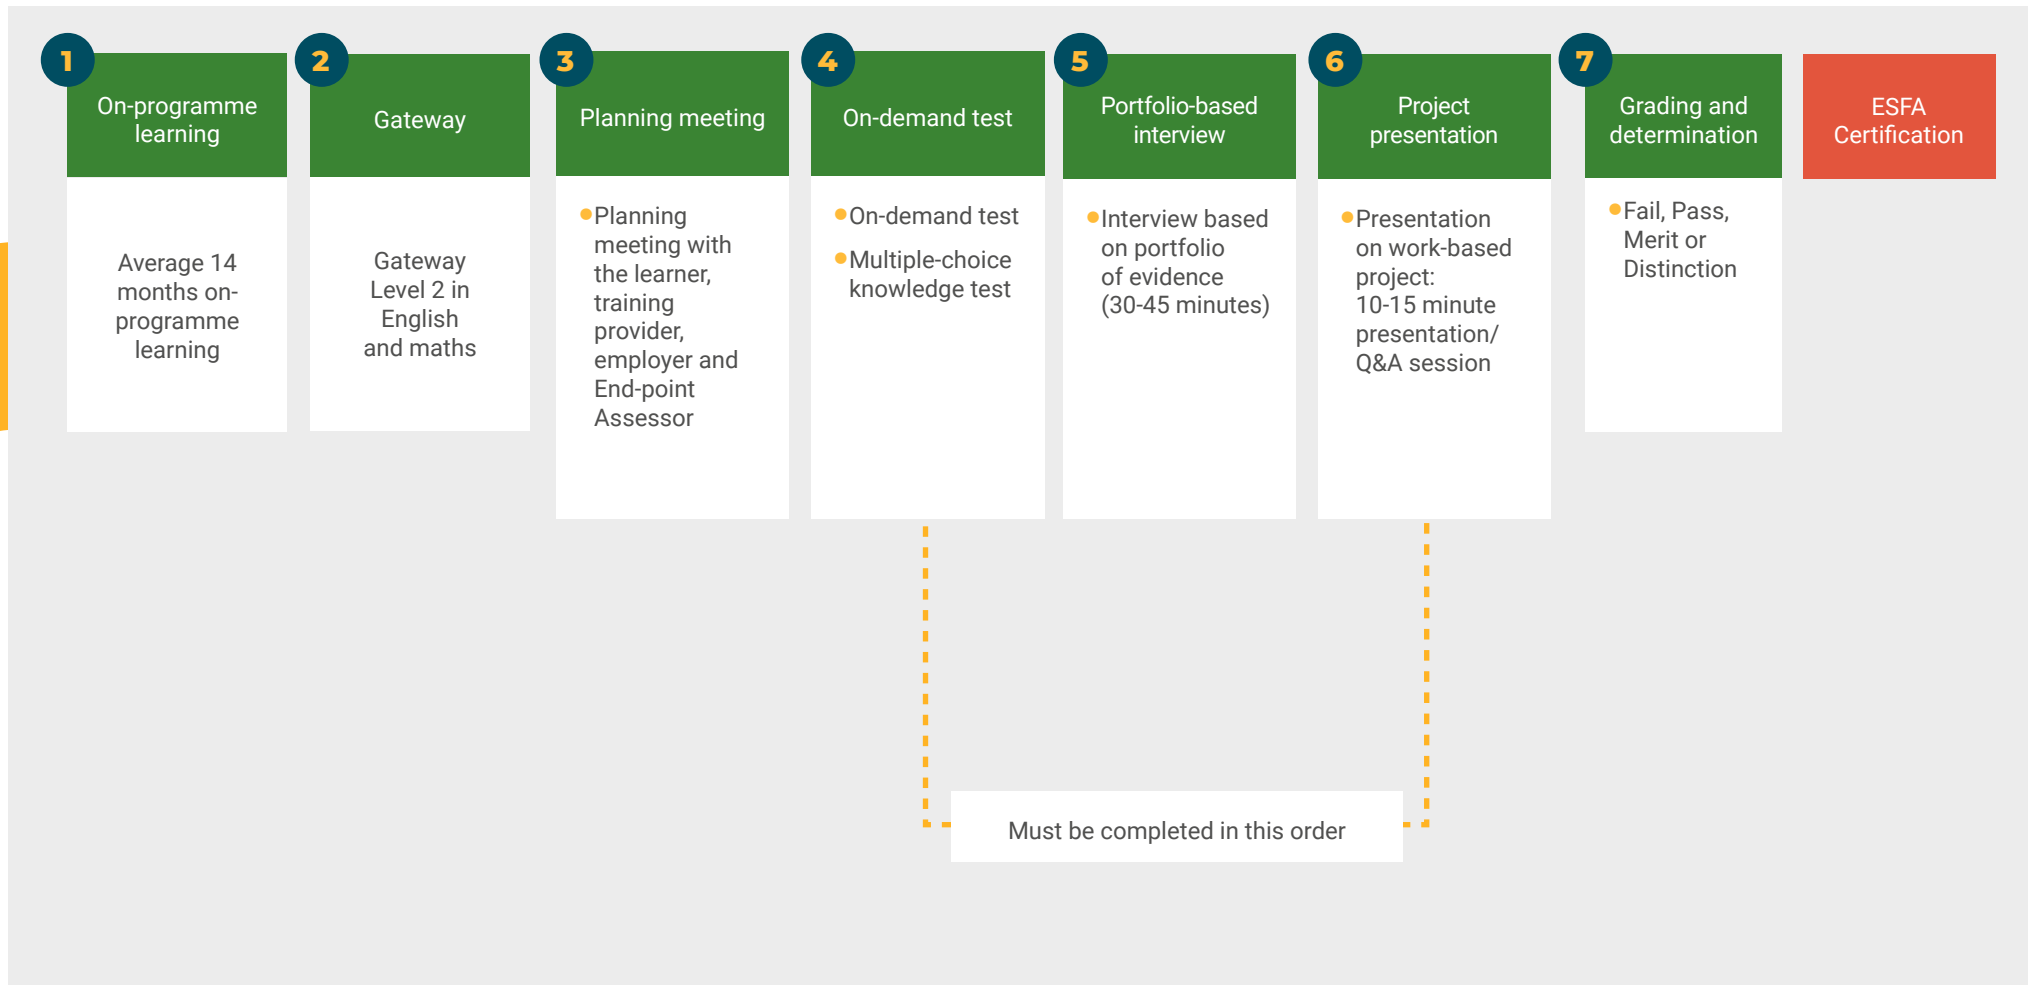 1
On-programme
learning
Average 14
months on-
programme
learning
2
Gateway
Gateway
Level 2 in
English
and maths
3
Planning meeting
Planning
meeting with
the learner,
training
provider,
employer and
End-point
Assessor
4
On-demand test
On-demand test
Multiple-choice
knowledge test
5
Portfolio-based
interview
Interview based
on portfolio
of evidence
(30-45 minutes)
6
Project
presentation
Presentation
on work-based
project:
10-15 minute
presentation/
Q&A session
7
Grading and
determination
Fail, Pass,
Merit or
Distinction
ESFA
Certification
Must be completed in this order